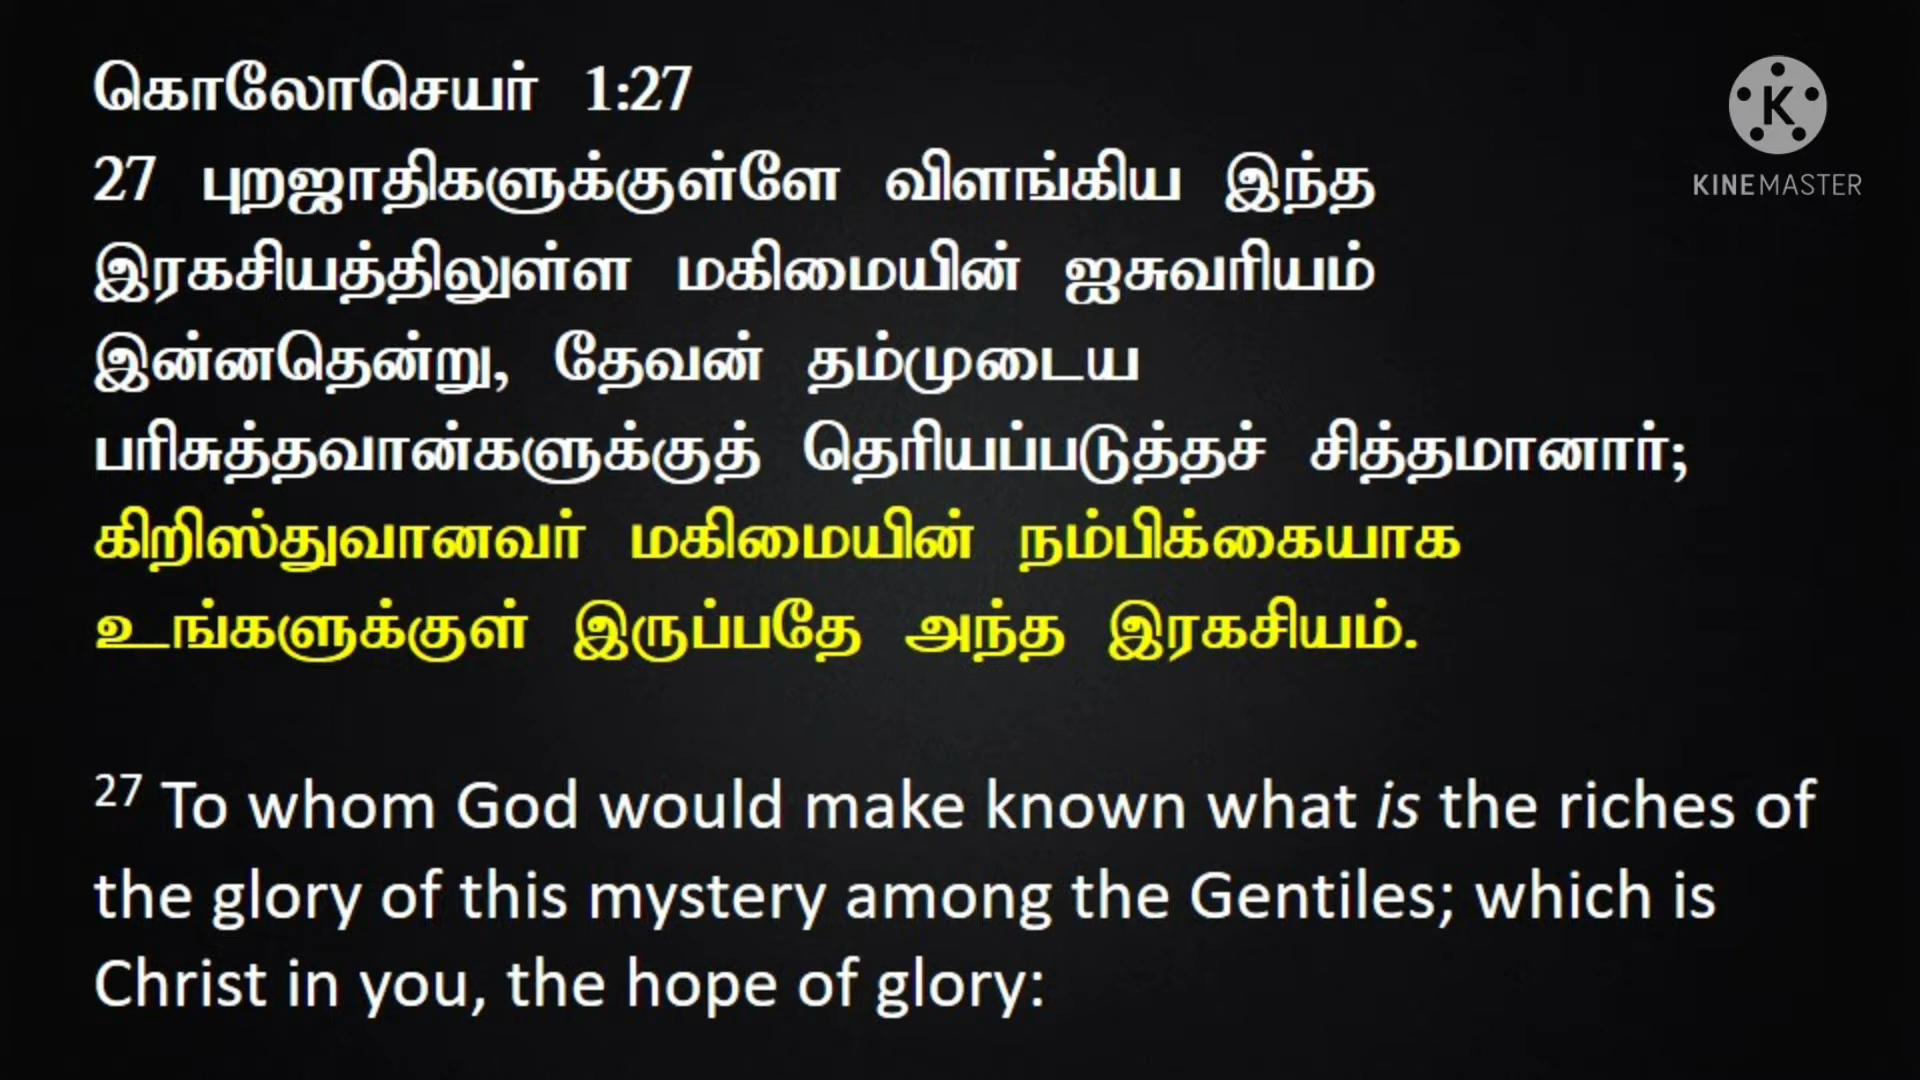 கொலோசெயர் 1:27
27 புறஜாதிகளுக்குள்ளே விளங்கிய இந்த
இரகசியத்திலுள்ள மகிமையின் ஐசுவரியம்
இன்னதென்று, தேவன் தம்முடைய
பரிசுத்தவான்களுக்குத் தெரியப்படுத்தச் சித்தமானார்;
கிறிஸ்துவானவர் மகிமையின் நம்பிக்கையாக
உங்களுக்குள் இருப்பதே அந்த இரகசியம்.
27 To whom God would make known what is the riches of
the glory of this mystery among the Gentiles; which is
Christ in you, the hope of glory:
K
KINEMASTER